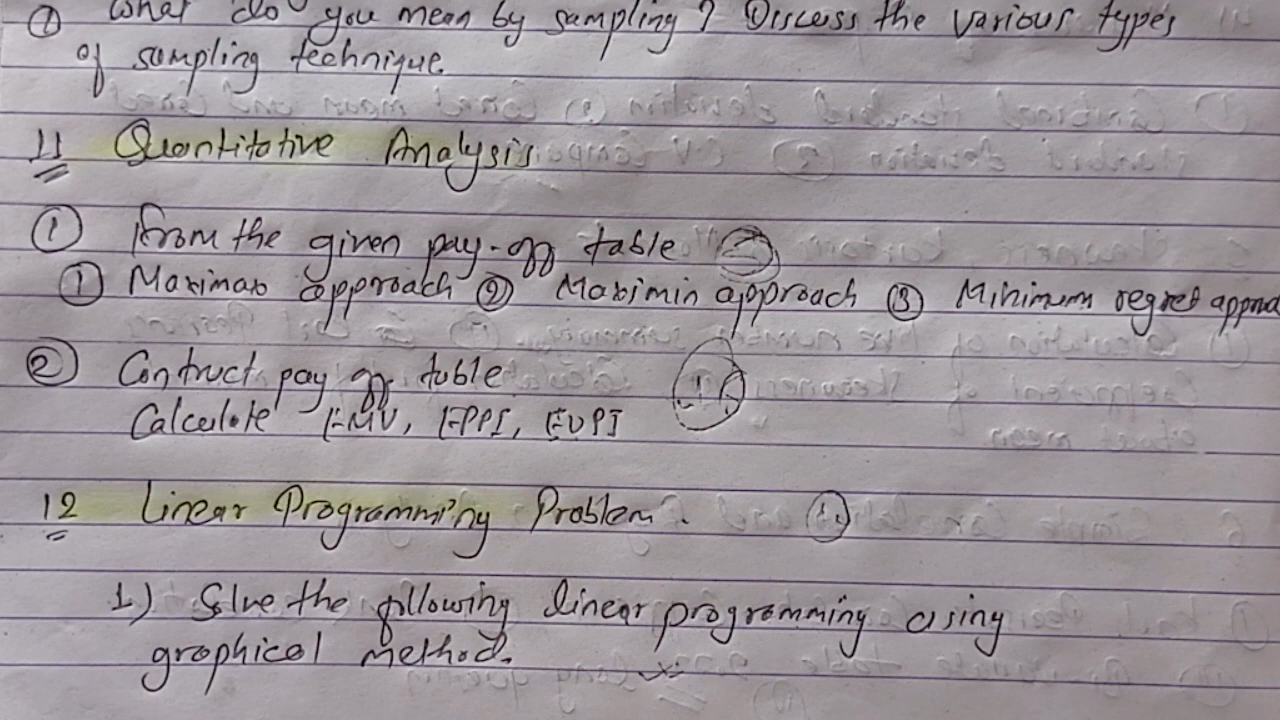 ① What do you mean by sampling? Discuss the various types
of sampling technique.
11 Quantitative Analysis
① From the given pay-off table
① Maximax approach ② Maximin approach ③ Minimum regret approa
② Contruct pay off table
Calculate EMV, EPPI, EVPI
12 Linear Programming Problem.
1) Slve the following linear programming using
graphical method.